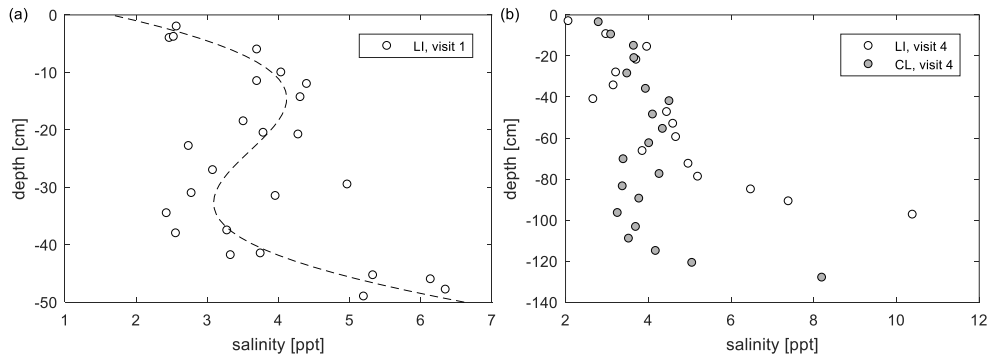 (a)
0
-10
-20
-30
-40
-50
depth [cm]
1 2 3 4 5 6 7
salinity [ppt]
LI, visit 1
(b)
0
-20
-40
-60
-80
-100
-120
-140
depth [cm]
2 4 6 8 10 12
salinity [ppt]
LI, visit 4
CL, visit 4